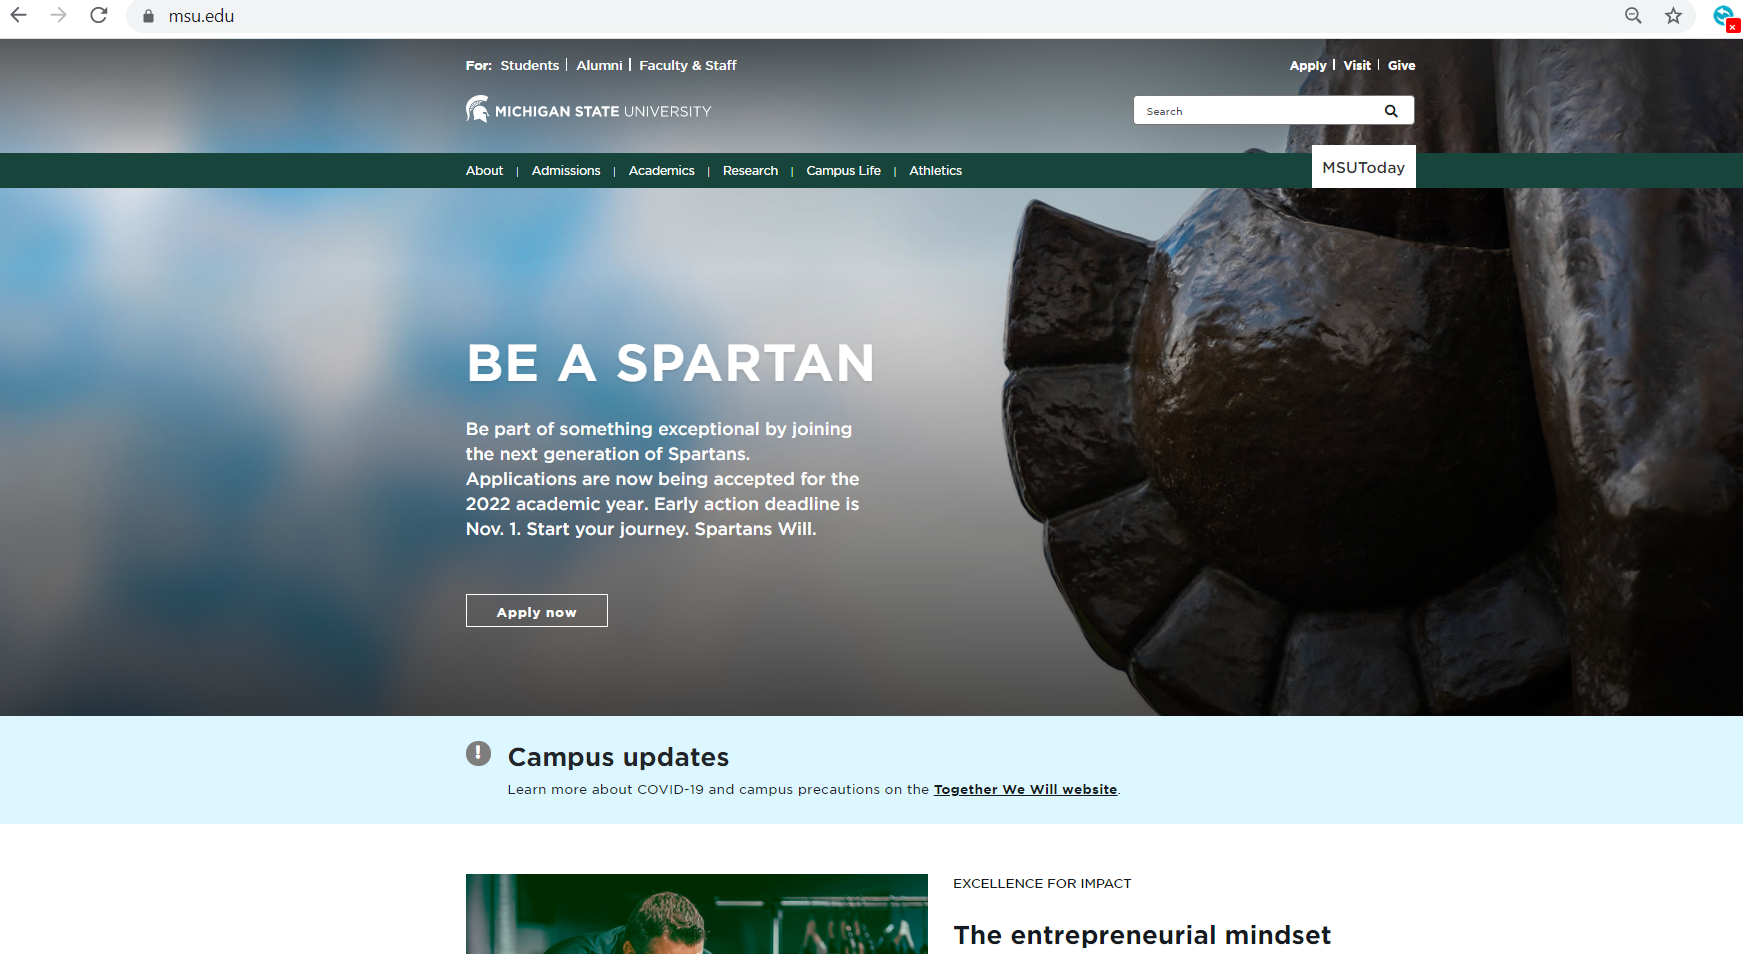 msu.edu
For: Students | Alumni | Faculty & Staff
Apply | Visit | Give
MICHIGAN STATE UNIVERSITY
Search
About | Admissions | Academics | Research | Campus Life | Athletics
MSUToday
BE A SPARTAN
Be part of something exceptional by joining
the next generation of Spartans.
Applications are now being accepted for the
2022 academic year. Early action deadline is
Nov. 1. Start your journey. Spartans Will.
Apply now
Campus updates
Learn more about COVID-19 and campus precautions on the Together We Will website.
EXCELLENCE FOR IMPACT
The entrepreneurial mindset